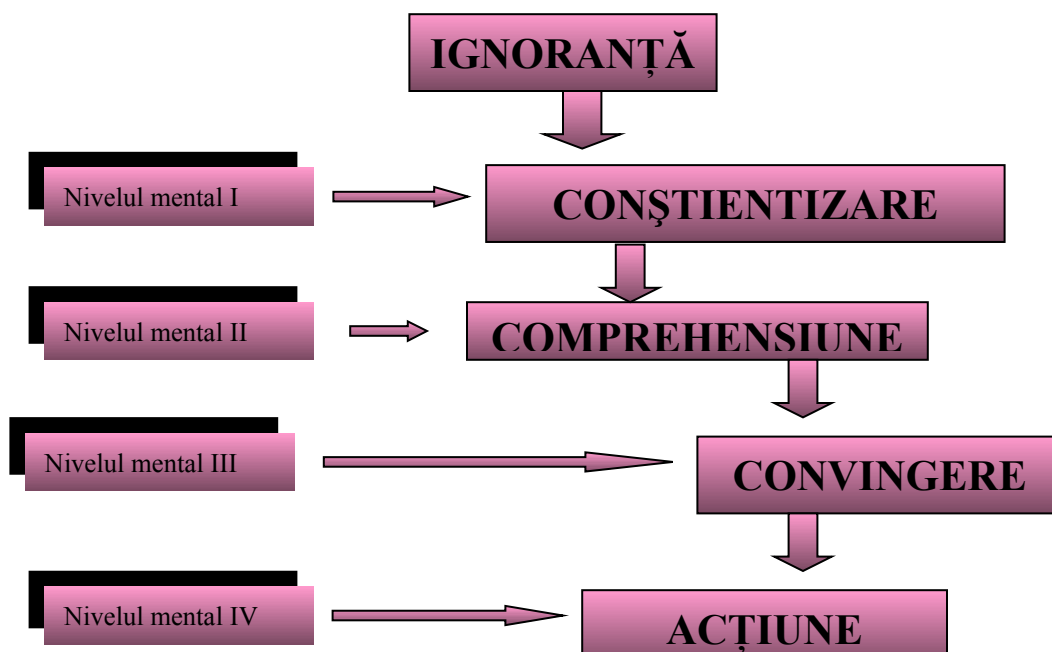 IGNORANȚĂ
Nivelul mental I
CONŞTIENTIZARE
Nivelul mental II
COMPREHENSIUNE
Nivelul mental III
CONVINGERE
Nivelul mental IV
ACȚIUNE